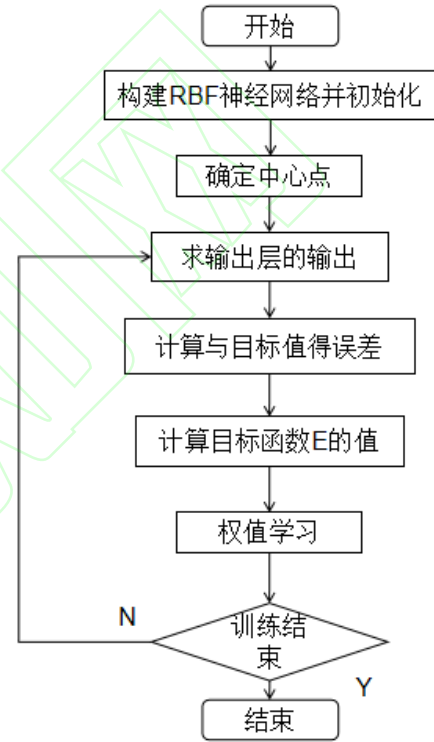 开始
构建RBF神经网络并初始化
确定中心点
求输出层的输出
计算与目标值得误差
计算目标函数E的值
权值学习
N
训练结
束
Y
结束